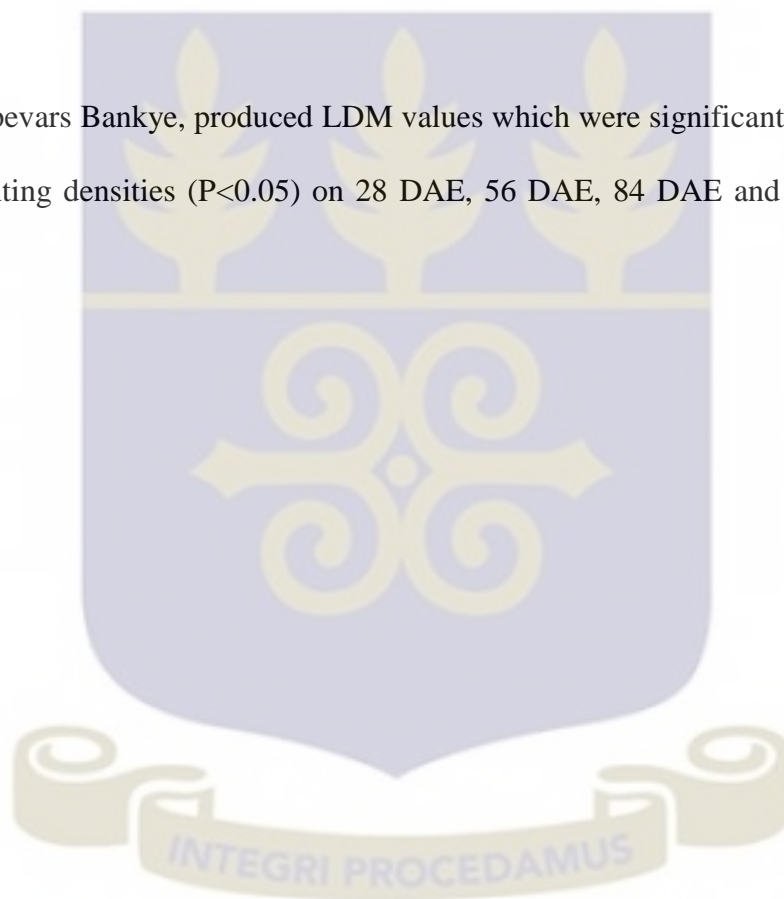 pevars Bankye, produced LDM values which were significant
ting densities (P<0.05) on 28 DAE, 56 DAE, 84 DAE and
INTEGRI PROCEDAMUS